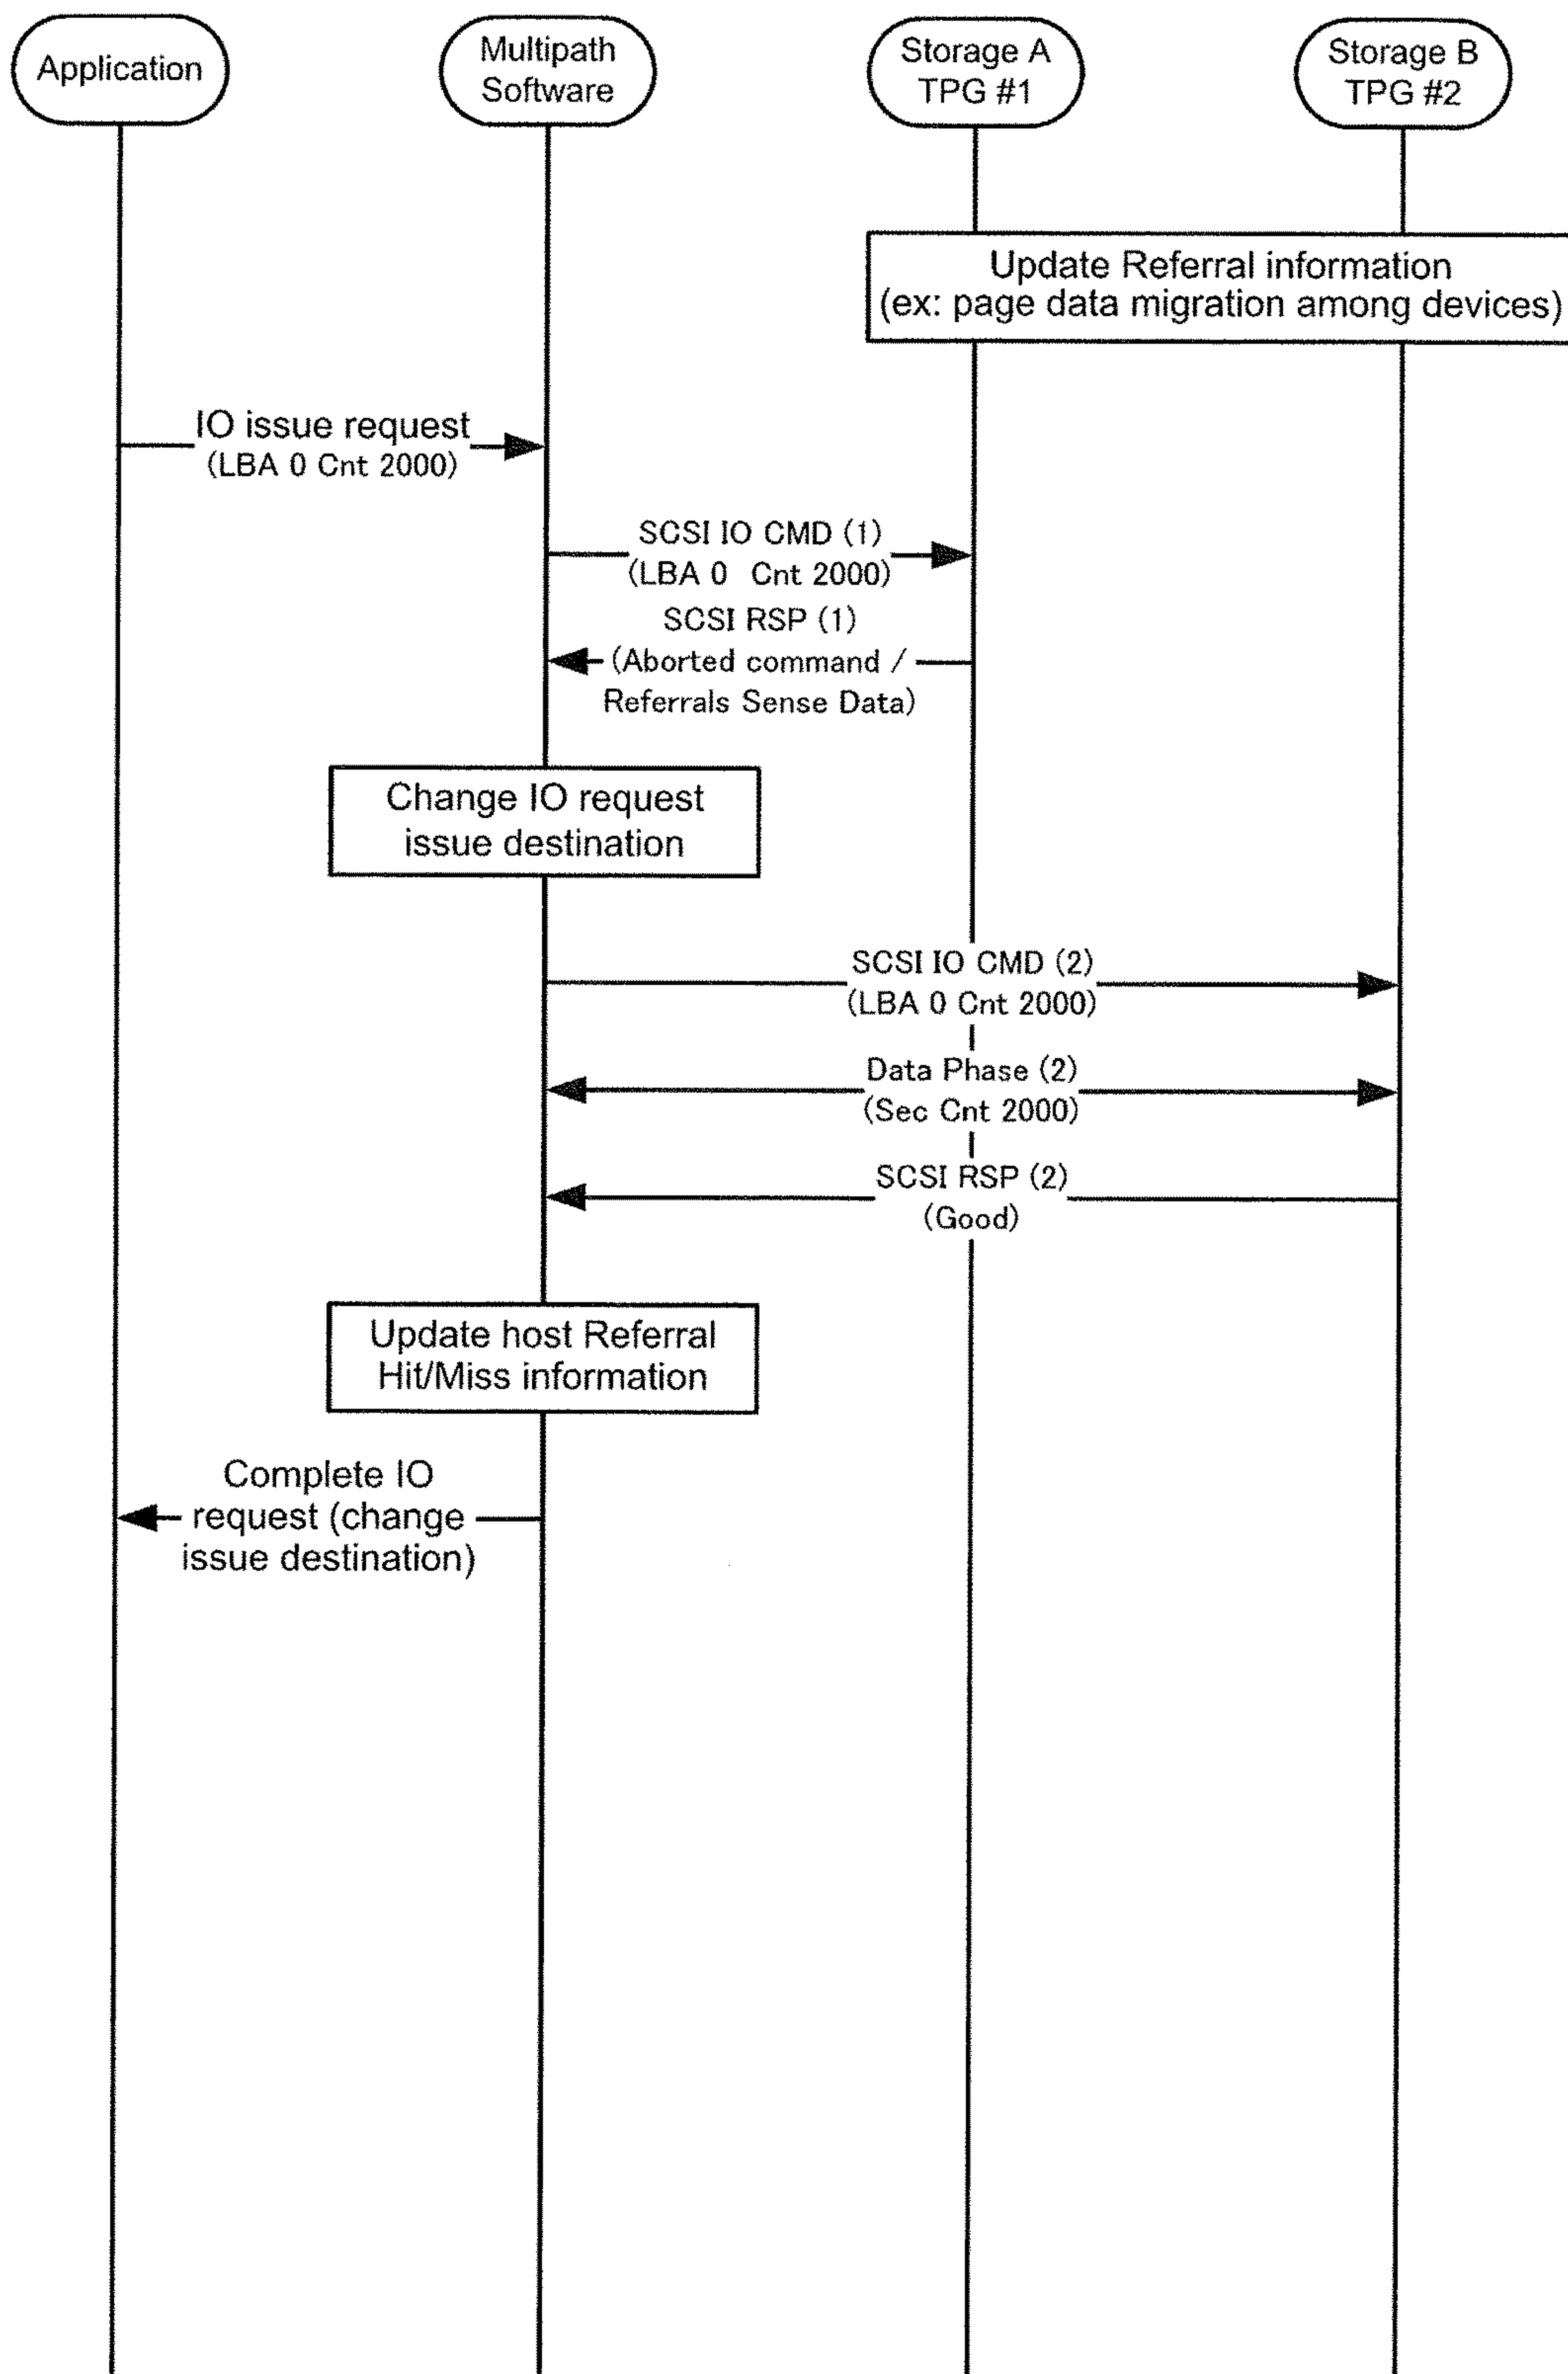 Application
Multipath
Software
Storage A
TPG #1
Storage B
TPG #2
Update Referral information
(ex: page data migration among devices)
IO issue request
(LBA 0 Cnt 2000)
SCSI IO CMD (1)
(LBA 0 Cnt 2000)
SCSI RSP (1)
(Aborted command /
Referrals Sense Data)
Change IO request
issue destination
SCSI IO CMD (2)
(LBA 0 Cnt 2000)
Data Phase (2)
(Sec Cnt 2000)
SCSI RSP (2)
(Good)
Update host Referral
Hit/Miss information
Complete IO
request (change
issue destination)